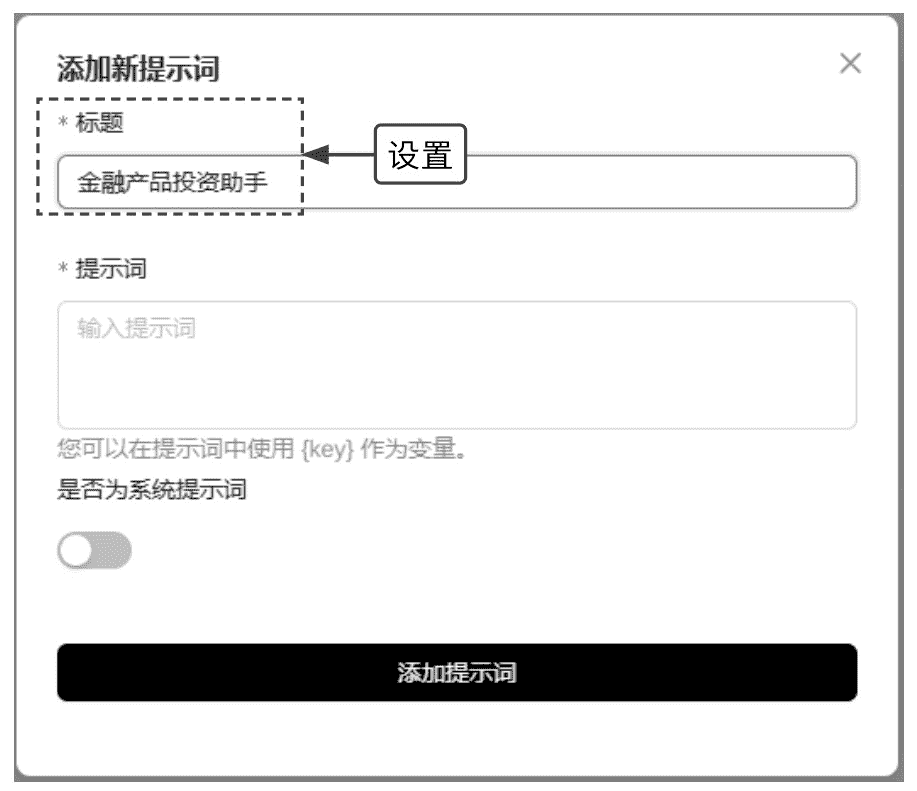 添加新提示词
* 标题
设置
金融产品投资助手
* 提示词
输入提示词
您可以在提示词中使用 {key} 作为变量。
是否为系统提示词
添加提示词